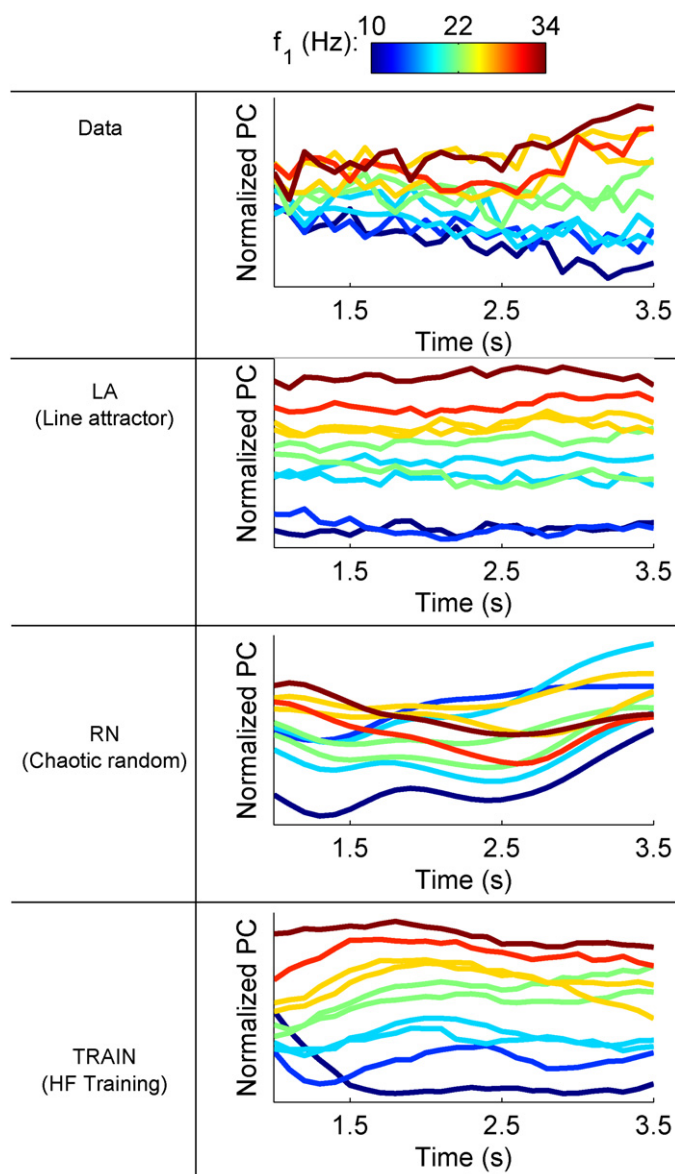 f_1 (Hz): 10 22 34
Data
Normalized PC
1.5 2.5 3.5
Time (s)
LA
(Line attractor)
Normalized PC
1.5 2.5 3.5
Time (s)
RN
(Chaotic random)
Normalized PC
1.5 2.5 3.5
Time (s)
TRAIN
(HF Training)
Normalized PC
1.5 2.5 3.5
Time (s)